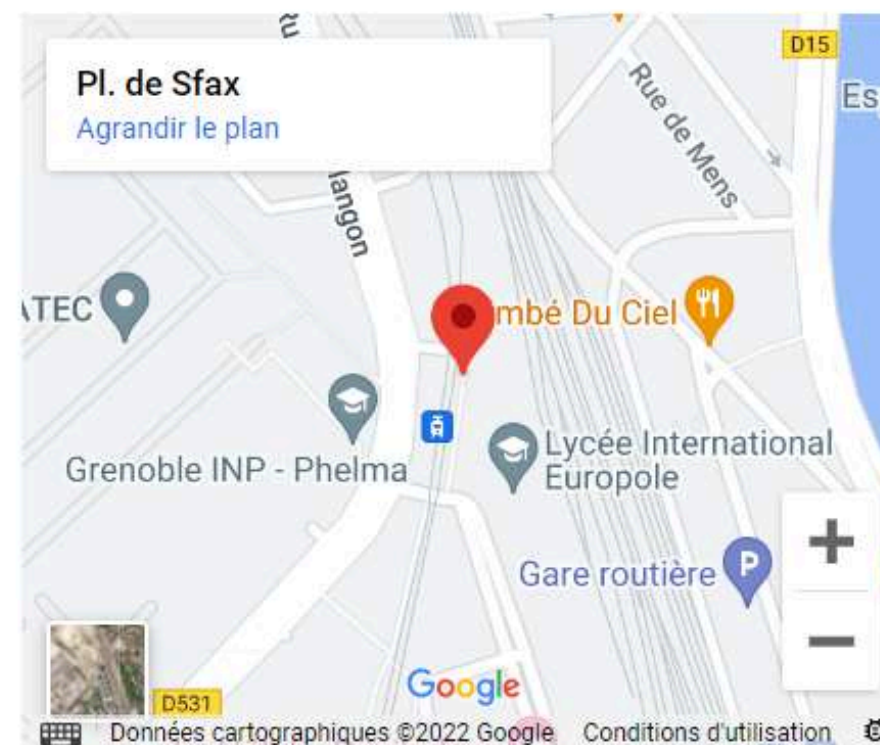 Pl. de Sfax
Agrandir le plan
D15
Rue de Mens
Es
langon
ATEC
mbé Du Ciel
Grenoble INP - Phelma
Lycée International
Europole
Gare routière
P
+
−
D531
Google
Données cartographiques ©2022 Google
Conditions d'utilisation